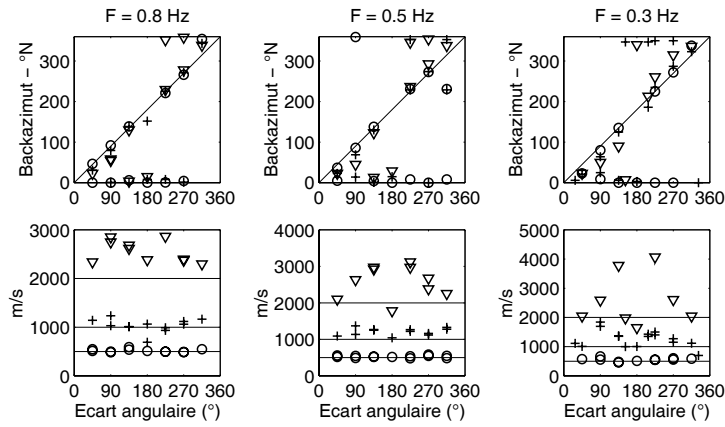 F = 0.8 Hz
F = 0.5 Hz
F = 0.3 Hz
Backazimut – °N
300
200
100
0
0 90 180 270 360
Backazimut – °N
300
200
100
0
0 90 180 270 360
Backazimut – °N
300
200
100
0
0 90 180 270 360
m/s
3000
2000
1000
0
0 90 180 270 360
Ecart angulaire (°)
4000
3000
2000
1000
0
0 90 180 270 360
Ecart angulaire (°)
5000
4000
3000
2000
1000
0
0 90 180 270 360
Ecart angulaire (°)